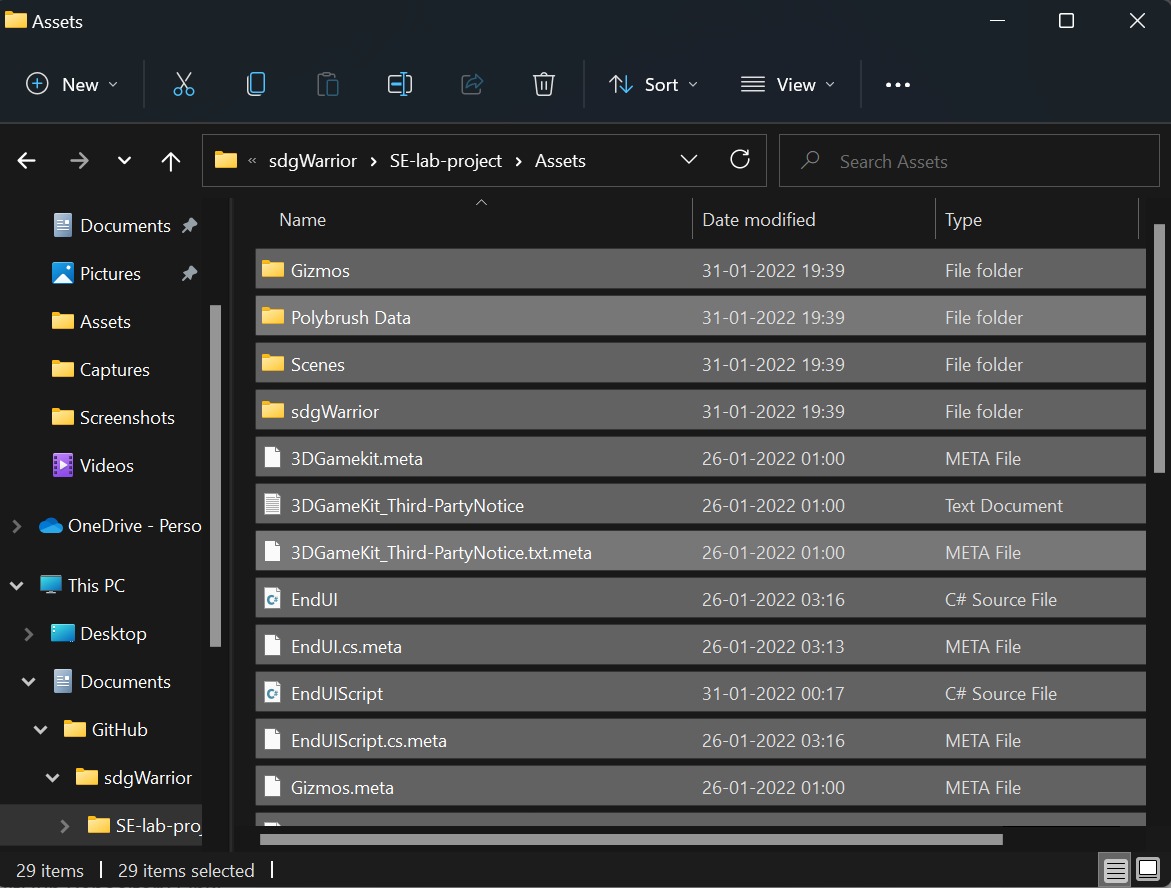 Assets
New
Sort
View
« sdgWarrior › SE-lab-project › Assets
Search Assets
Documents
Pictures
Assets
Captures
Screenshots
Videos
OneDrive - Perso
This PC
Desktop
Documents
GitHub
sdgWarrior
SE-lab-proj
Name Date modified Type
Gizmos 31-01-2022 19:39 File folder
Polybrush Data 31-01-2022 19:39 File folder
Scenes 31-01-2022 19:39 File folder
sdgWarrior 31-01-2022 19:39 File folder
3DGamekit.meta 26-01-2022 01:00 META File
3DGameKit_Third-PartyNotice 26-01-2022 01:00 Text Document
3DGameKit_Third-PartyNotice.txt.meta 26-01-2022 01:00 META File
EndUI 26-01-2022 03:16 C# Source File
EndUI.cs.meta 26-01-2022 03:13 META File
EndUIScript 31-01-2022 00:17 C# Source File
EndUIScript.cs.meta 26-01-2022 03:16 META File
Gizmos.meta 26-01-2022 01:00 META File
29 items | 29 items selected |